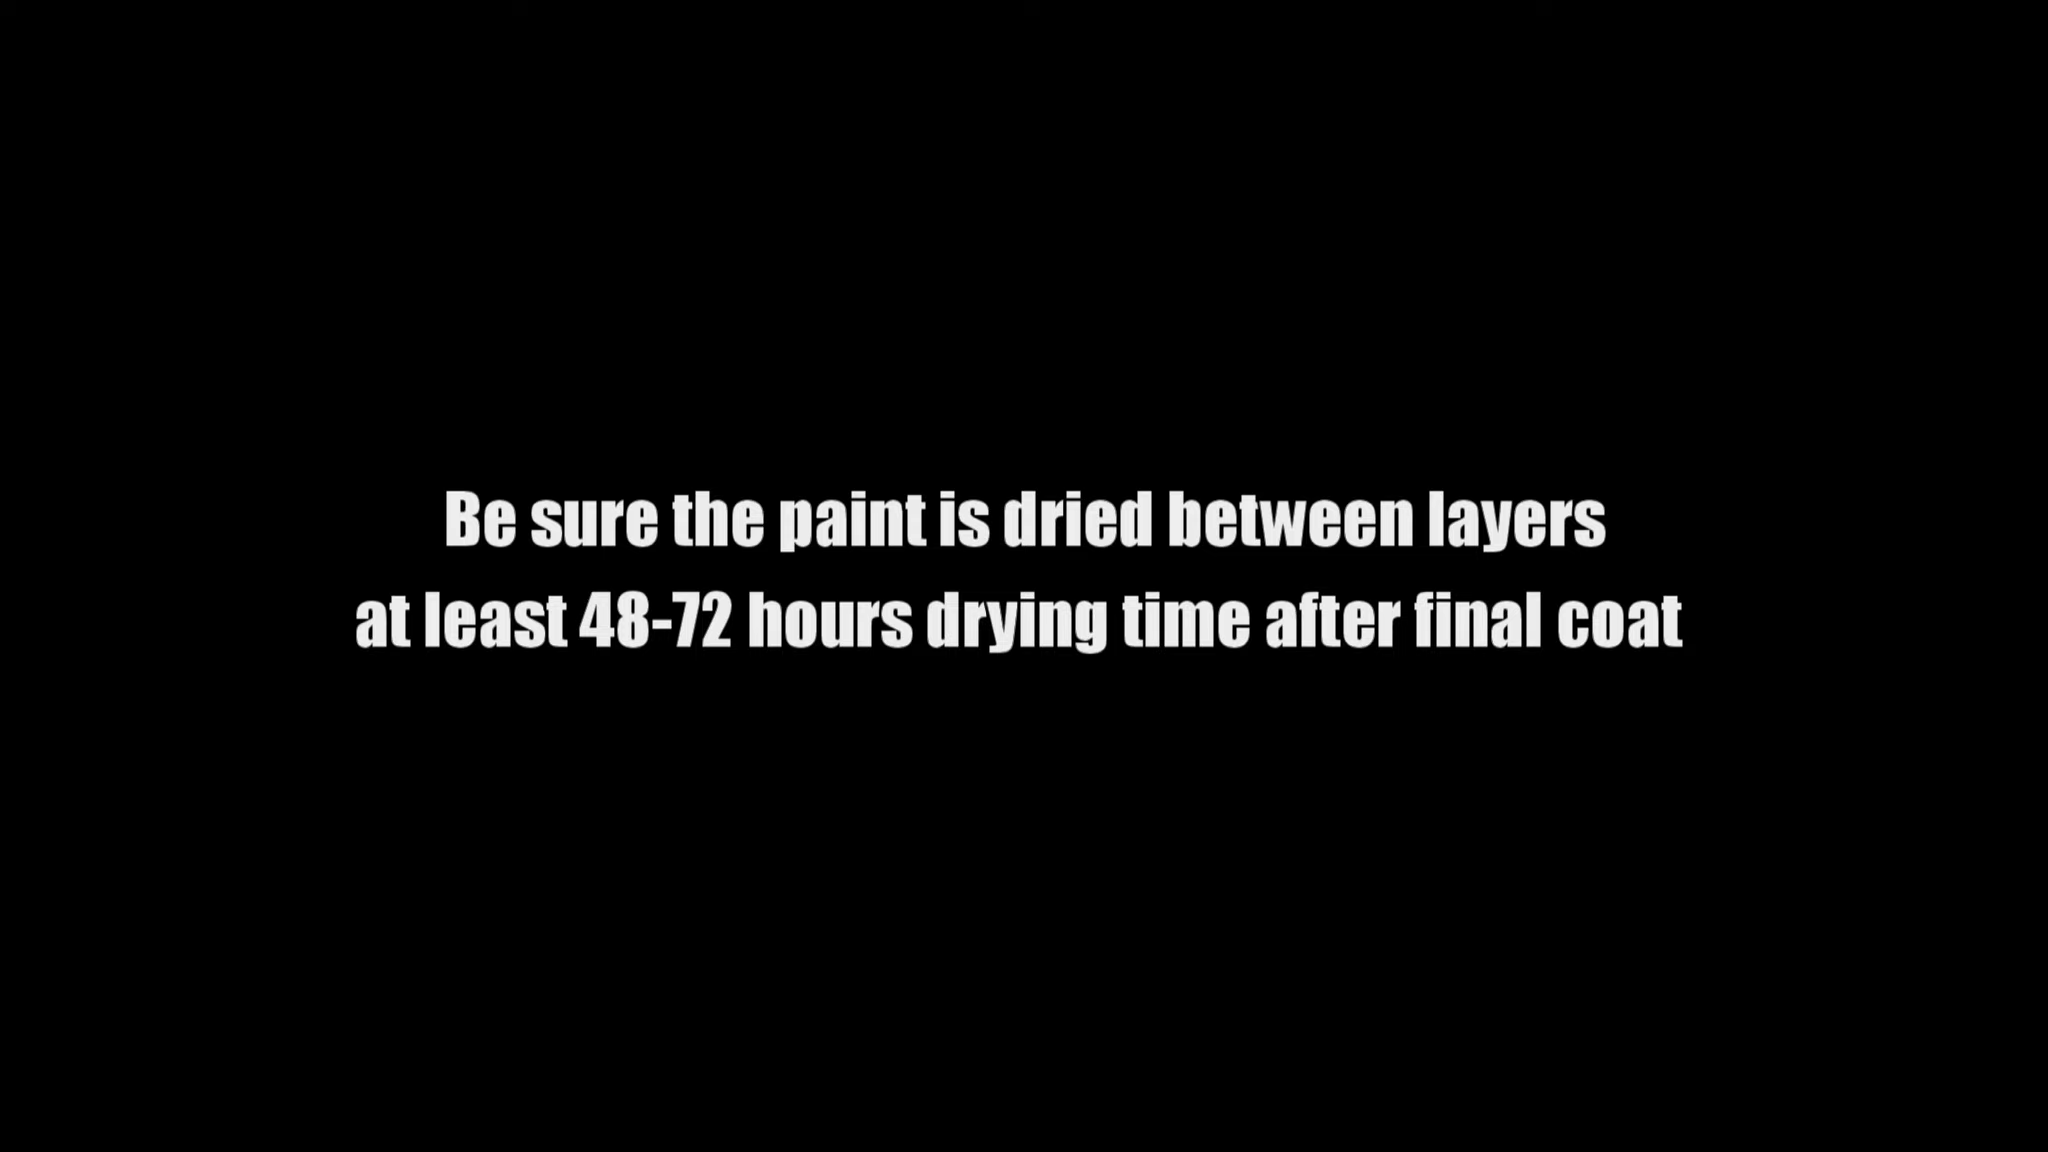 Be sure the paint is dried between layers
at least 48-72 hours drying time after final coat